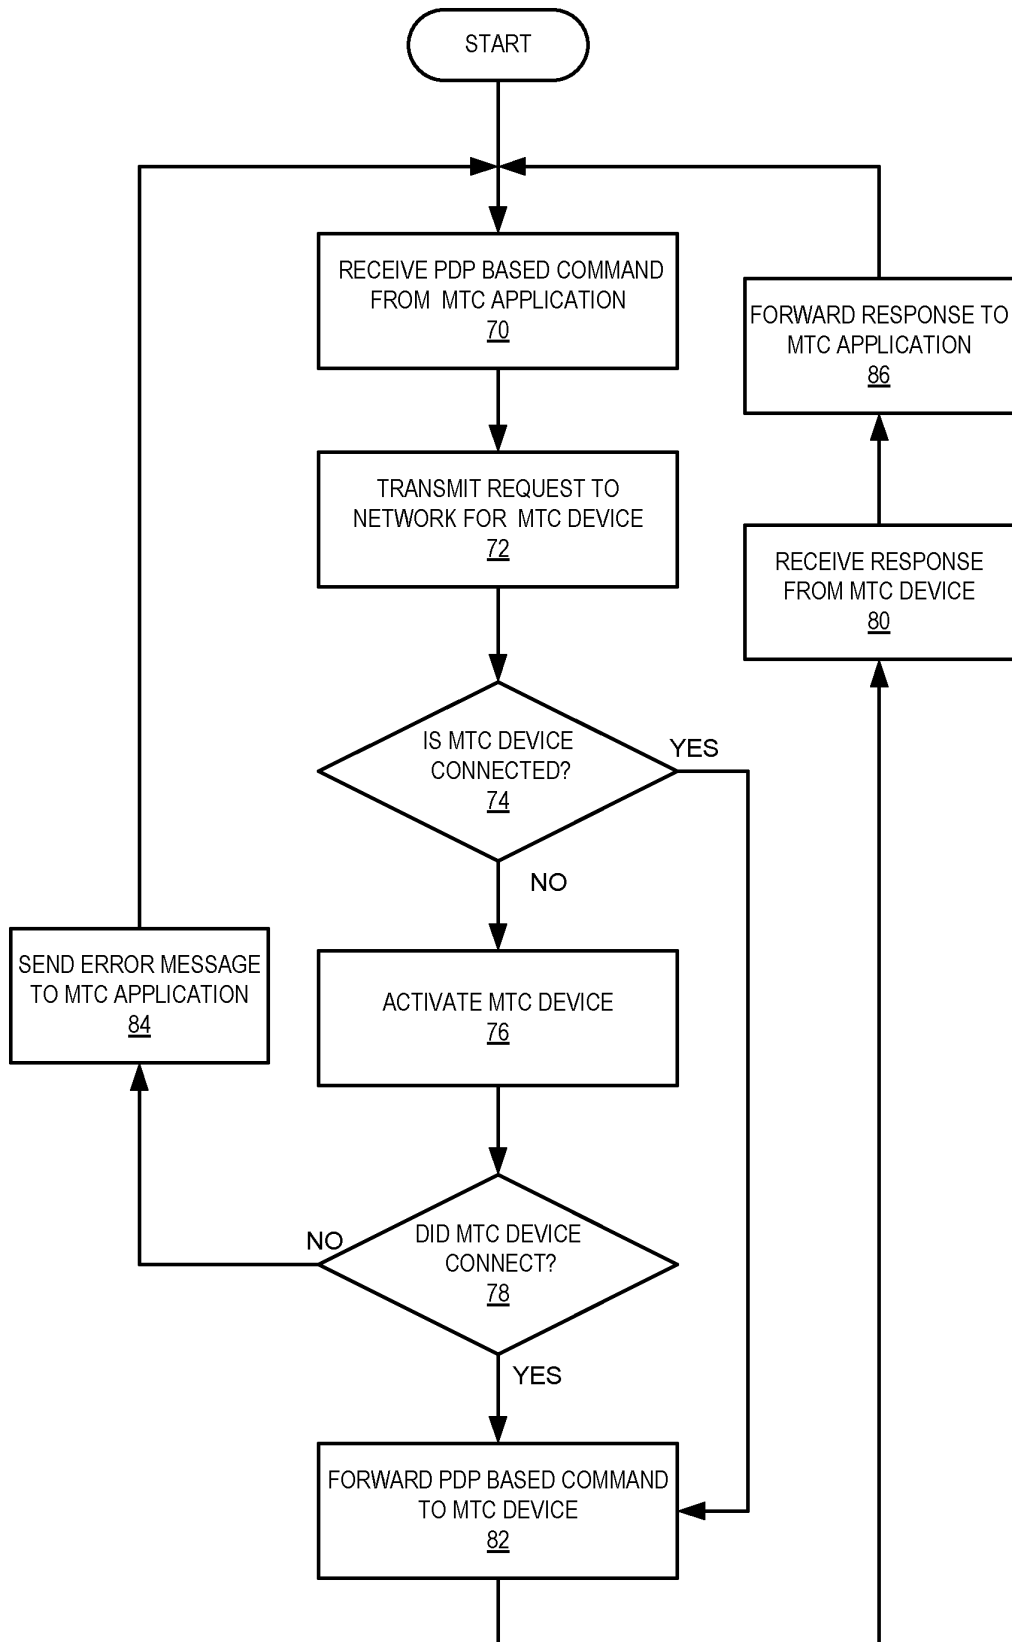 START
RECEIVE PDP BASED COMMAND
FROM MTC APPLICATION
70
FORWARD RESPONSE TO
MTC APPLICATION
86
TRANSMIT REQUEST TO
NETWORK FOR MTC DEVICE
72
RECEIVE RESPONSE
FROM MTC DEVICE
80
IS MTC DEVICE
CONNECTED?
74
YES
NO
SEND ERROR MESSAGE
TO MTC APPLICATION
84
ACTIVATE MTC DEVICE
76
DID MTC DEVICE
CONNECT?
78
NO
YES
FORWARD PDP BASED COMMAND
TO MTC DEVICE
82